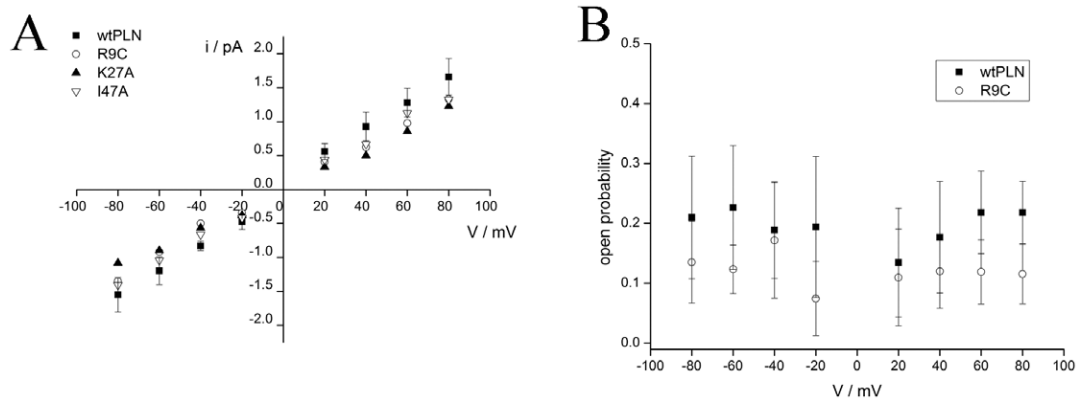 A
wtPLN
R9C
K27A
I47A
i / pA
2.0
1.5
1.0
0.5
0.0
-100 -80 -60 -40 -20 20 40 60 80 100
-0.5
-1.0
-1.5
-2.0
V / mV
B
0.5
0.4
0.3
0.2
0.1
0.0
open probability
wtPLN
R9C
-100 -80 -60 -40 -20 0 20 40 60 80 100
V / mV